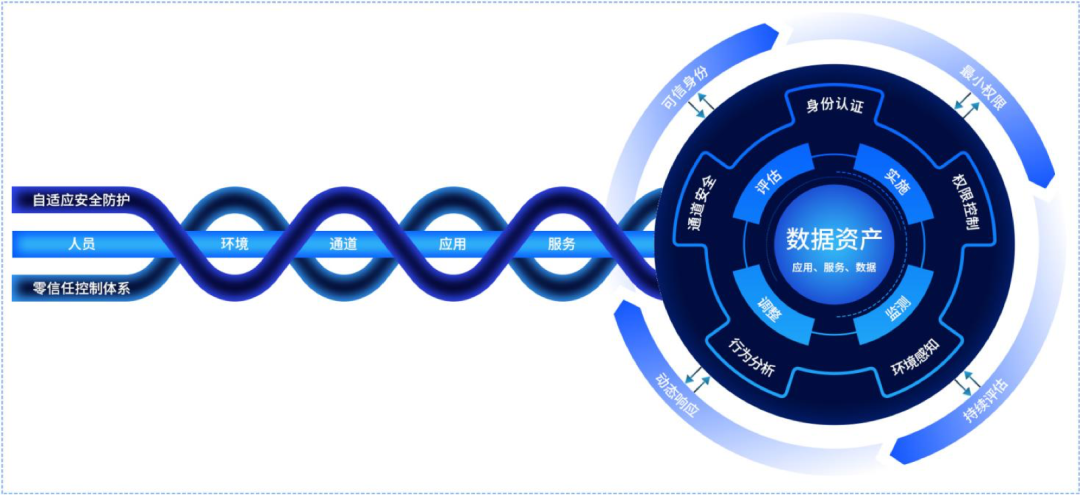 自适应安全防护
人员
环境
通道
应用
服务
零信任控制体系
可信身份
最小权限
持续评估
动态响应
身份认证
权限控制
环境感知
行为分析
通道安全
评估
实施
监测
调整
数据资产
应用、服务、数据